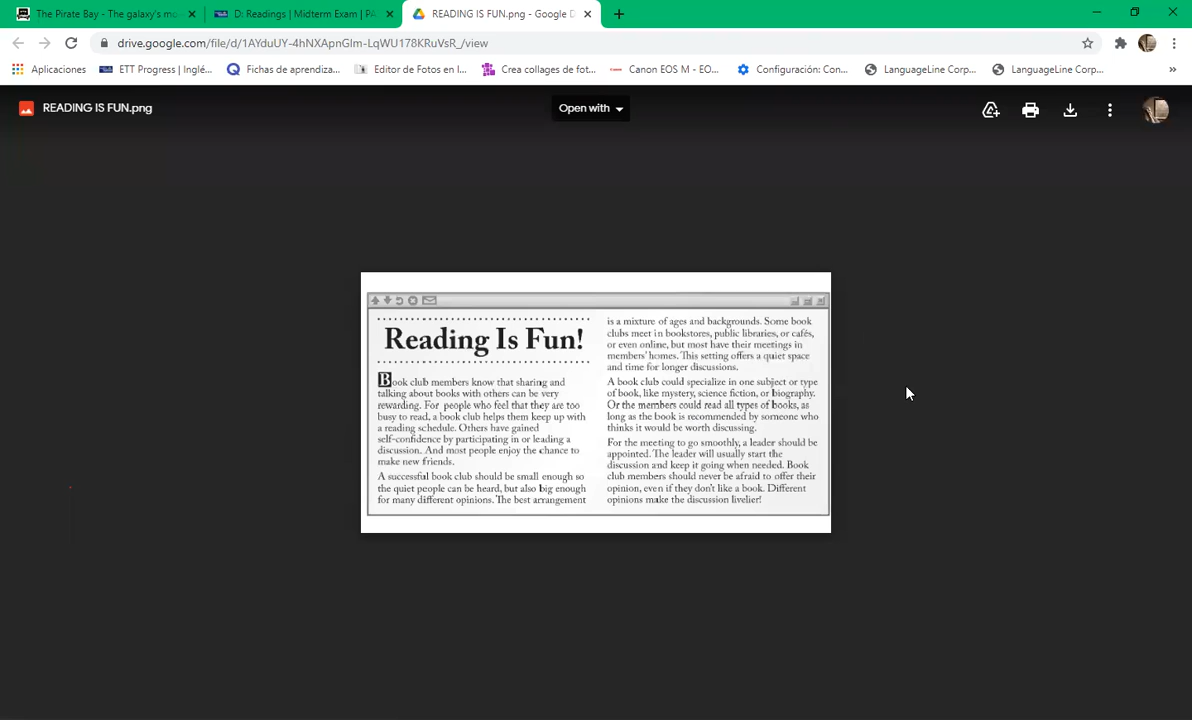 The Pirate Bay - The galaxy's mo
D: Readings | Midterm Exam | PA
READING IS FUN.png - Google D
drive.google.com/file/d/1AYduUY-4hNXApnGlm-LqWU178KRuVsR_/view
Aplicaciones
ETT Progress | Inglé...
Fichas de aprendiza...
Editor de Fotos en l...
Crea collages de fot...
Canon EOS M - EO...
Configuración: Con...
LanguageLine Corp...
LanguageLine Corp...
READING IS FUN.png
Open with
Reading Is Fun!
Book club members know that sharing and
talking about books with others can be very
rewarding. For people who feel that they are too
busy to read, a book club helps them keep up with
a reading schedule. Others have gained
self-confidence by participating in or leading a
discussion. And most people enjoy the chance to
make new friends.
A successful book club should be small enough so
the quiet people can be heard, but also big enough
for many different opinions. The best arrangement
is a mixture of ages and backgrounds. Some book
clubs meet in bookstores, public libraries, or cafés,
or even online, but most have their meetings in
members' homes. This setting offers a quiet space
and time for longer discussions.
A book club could specialize in one subject or type
of book, like mystery, science fiction, or biography.
Or the members could read all types of books, as
long as the book is recommended by someone who
thinks it would be worth discussing.
For the meeting to go smoothly, a leader should be
appointed. The leader will usually start the
discussion and keep it going when needed. Book
club members should never be afraid to offer their
opinion, even if they don't like a book. Different
opinions make the discussion livelier!